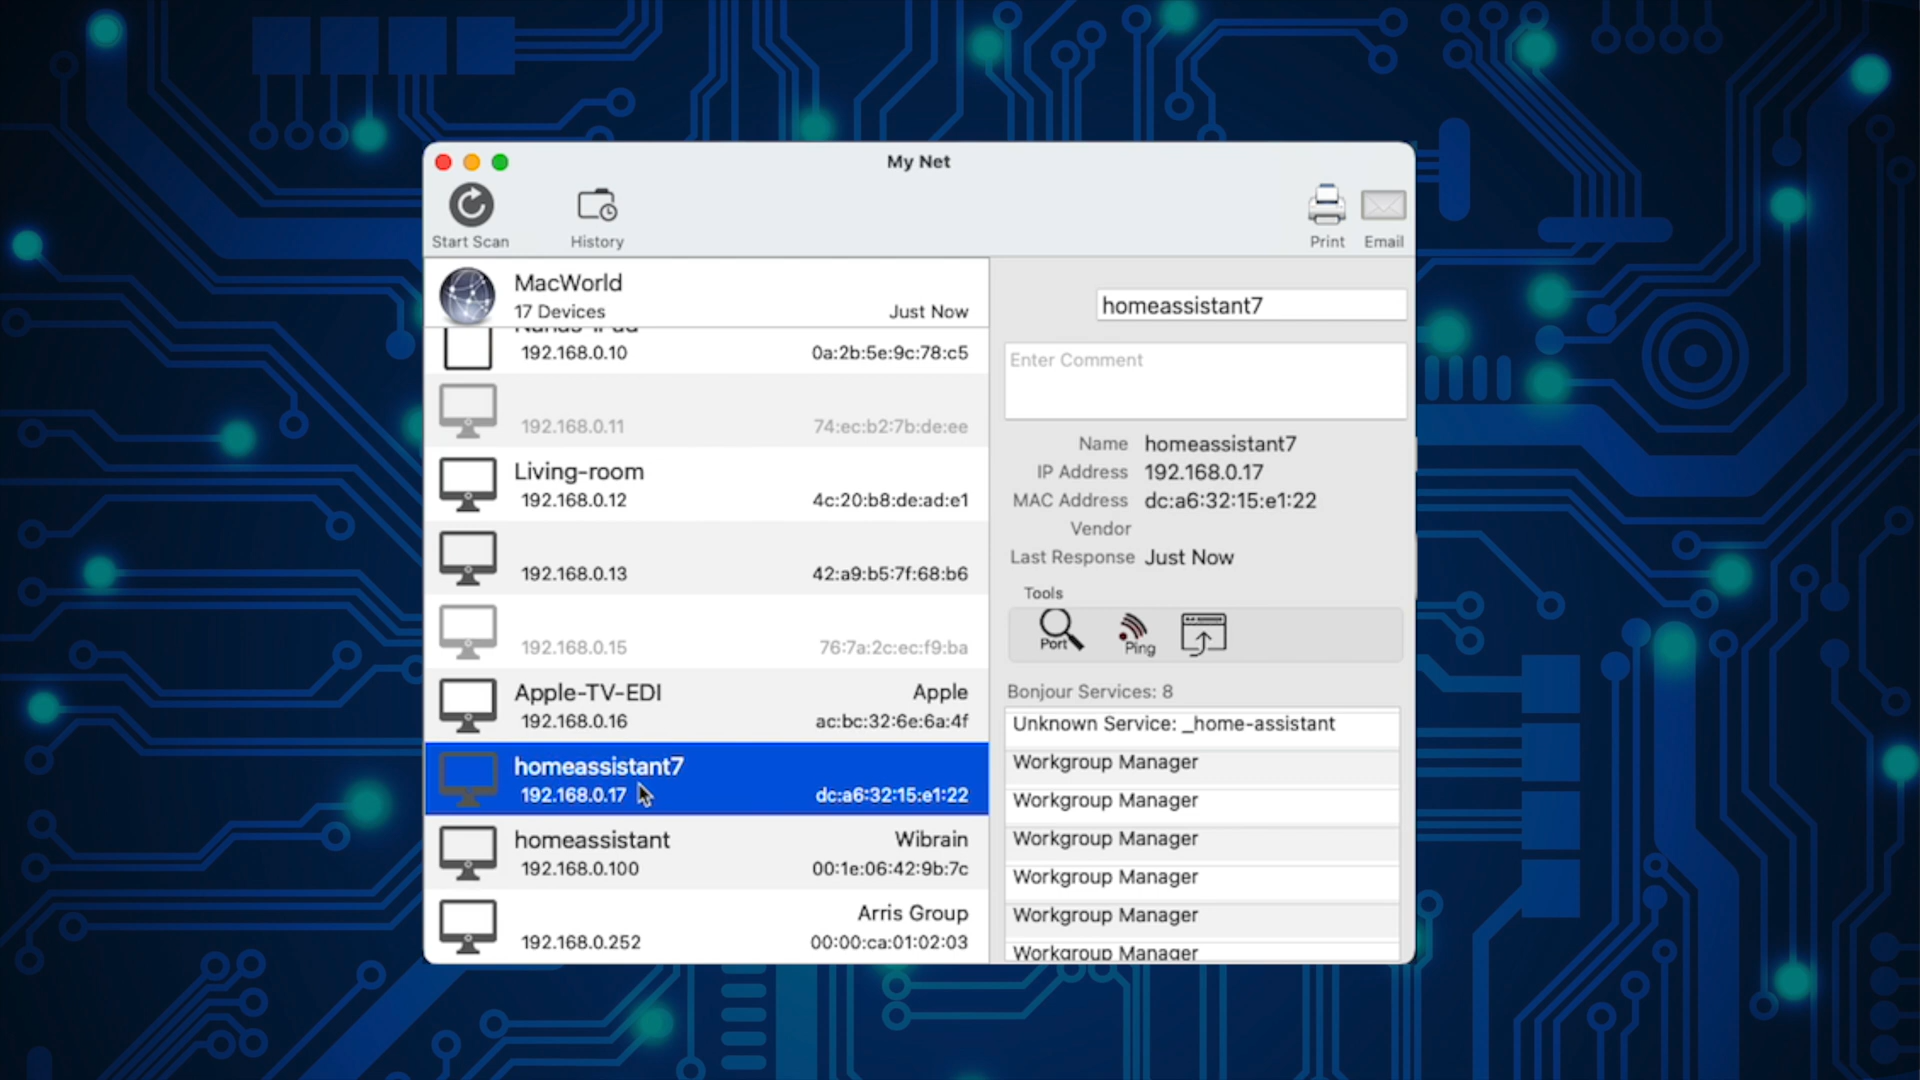 My Net
Start Scan
History
Print
Email
MacWorld
17 Devices
Just Now
192.168.0.10
0a:2b:5e:9c:78:c5
192.168.0.11
74:ec:b2:7b:de:ee
Living-room
192.168.0.12
4c:20:b8:de:ad:e1
192.168.0.13
42:a9:b5:7f:68:b6
192.168.0.15
76:7a:2c:ec:f9:ba
Apple-TV-EDI
Apple
192.168.0.16
ac:bc:32:6e:6a:4f
homeassistant7
192.168.0.17
dc:a6:32:15:e1:22
homeassistant
Wibrain
192.168.0.100
00:1e:06:42:9b:7c
Arris Group
192.168.0.252
00:00:ca:01:02:03
homeassistant7
Enter Comment
Name homeassistant7
IP Address 192.168.0.17
MAC Address dc:a6:32:15:e1:22
Vendor
Last Response Just Now
Tools
Port
Ping
Bonjour Services: 8
Unknown Service: _home-assistant
Workgroup Manager
Workgroup Manager
Workgroup Manager
Workgroup Manager
Workgroup Manager
Workgroup Manager